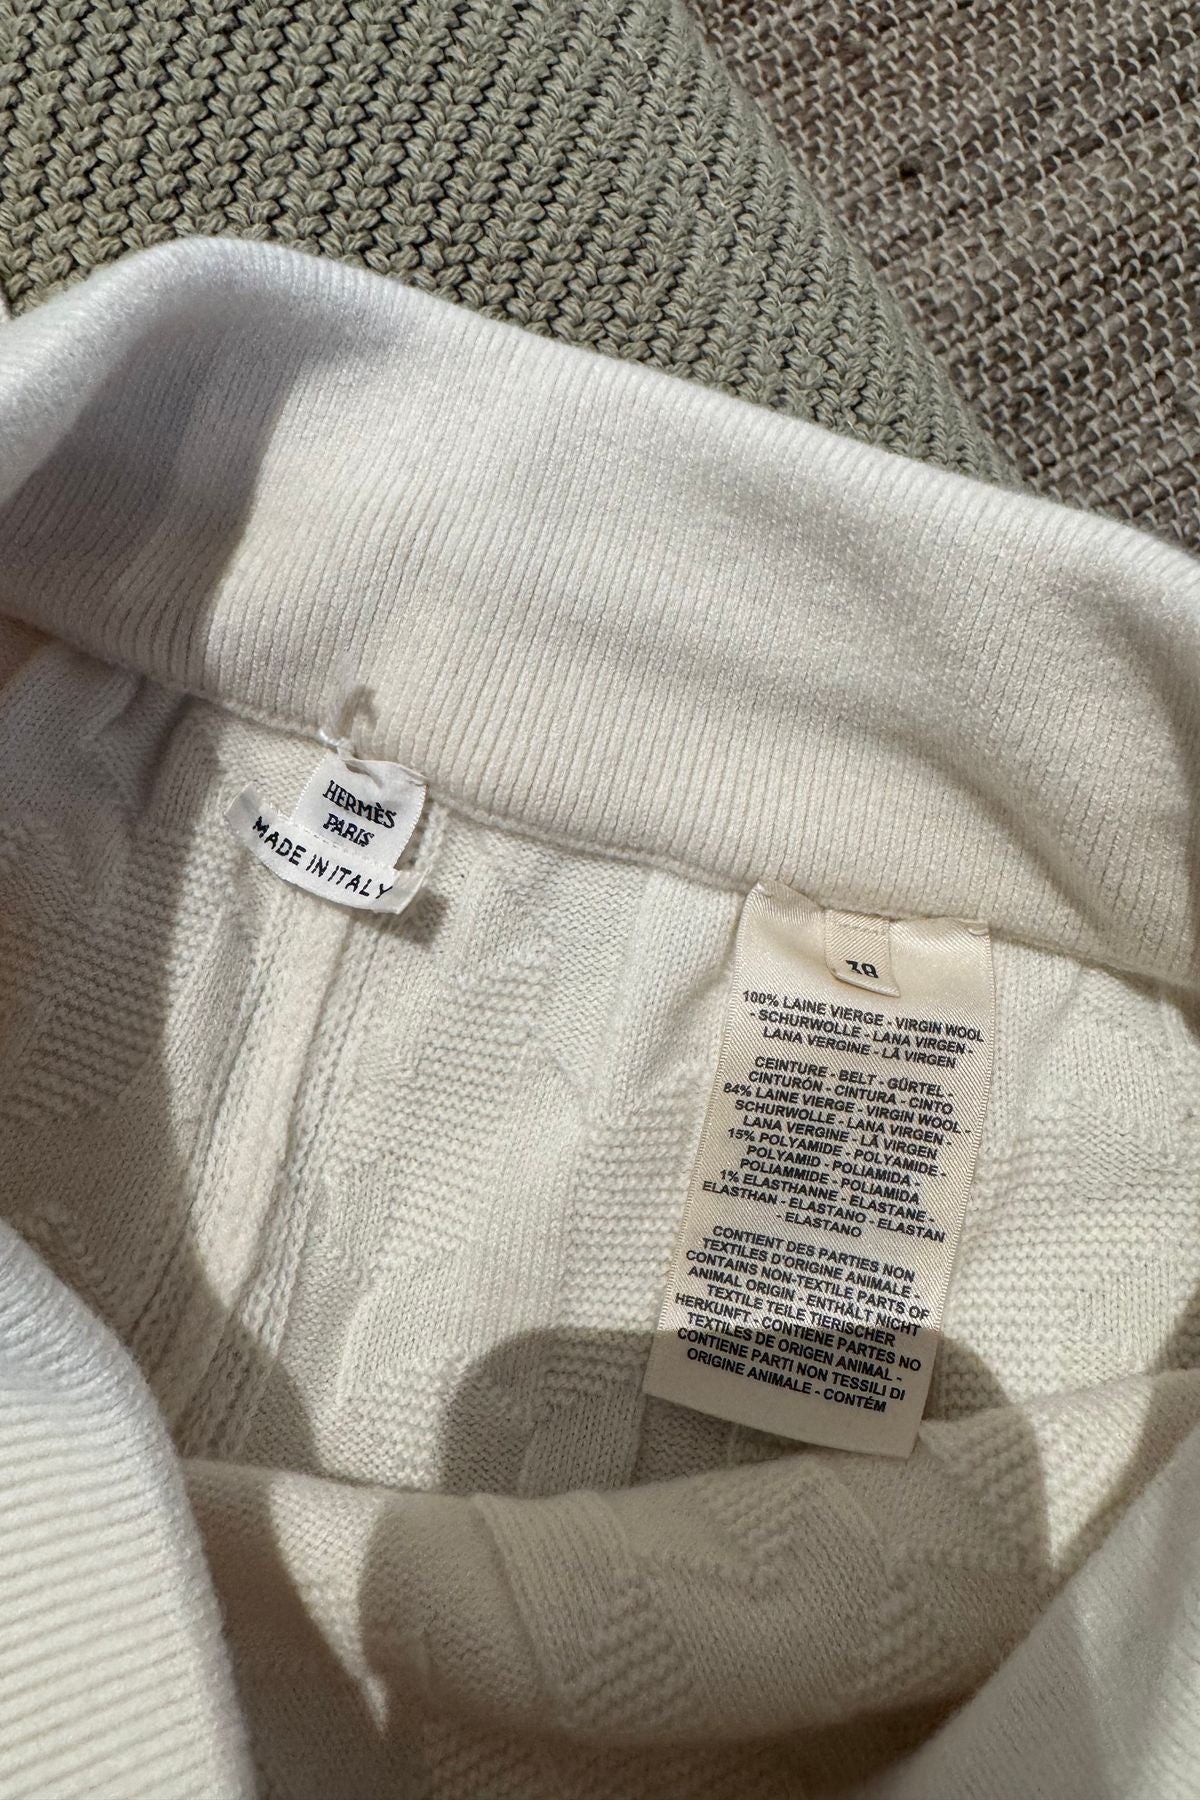 HERMÈS
PARIS
MADE IN ITALY
38
100% LAINE VIERGE - VIRGIN WOOL
- SCHURWOLLE - LANA VIRGEN -
LANA VERGINE - LÃ VIRGEN
CEINTURE - BELT - GÜRTEL -
CINTURÓN - CINTURA - CINTO
84% LAINE VIERGE - VIRGIN WOOL -
SCHURWOLLE - LANA VIRGEN -
LANA VERGINE - LÃ VIRGEN
15% POLYAMIDE - POLYAMIDE -
POLYAMID - POLIAMIDA -
POLIAMMIDE - POLIAMIDA
1% ELASTHANNE - ELASTANE -
ELASTHAN - ELASTANO - ELASTAN
- ELASTANO
CONTIENT DES PARTIES NON
TEXTILES D'ORIGINE ANIMALE -
CONTAINS NON-TEXTILE PARTS OF
ANIMAL ORIGIN - ENTHÄLT NICHT
TEXTILE TEILE TIERISCHER
HERKUNFT - CONTIENE PARTES NO
TEXTILES DE ORIGEN ANIMAL -
CONTIENE PARTI NON TESSILI DI
ORIGINE ANIMALE - CONTÉM